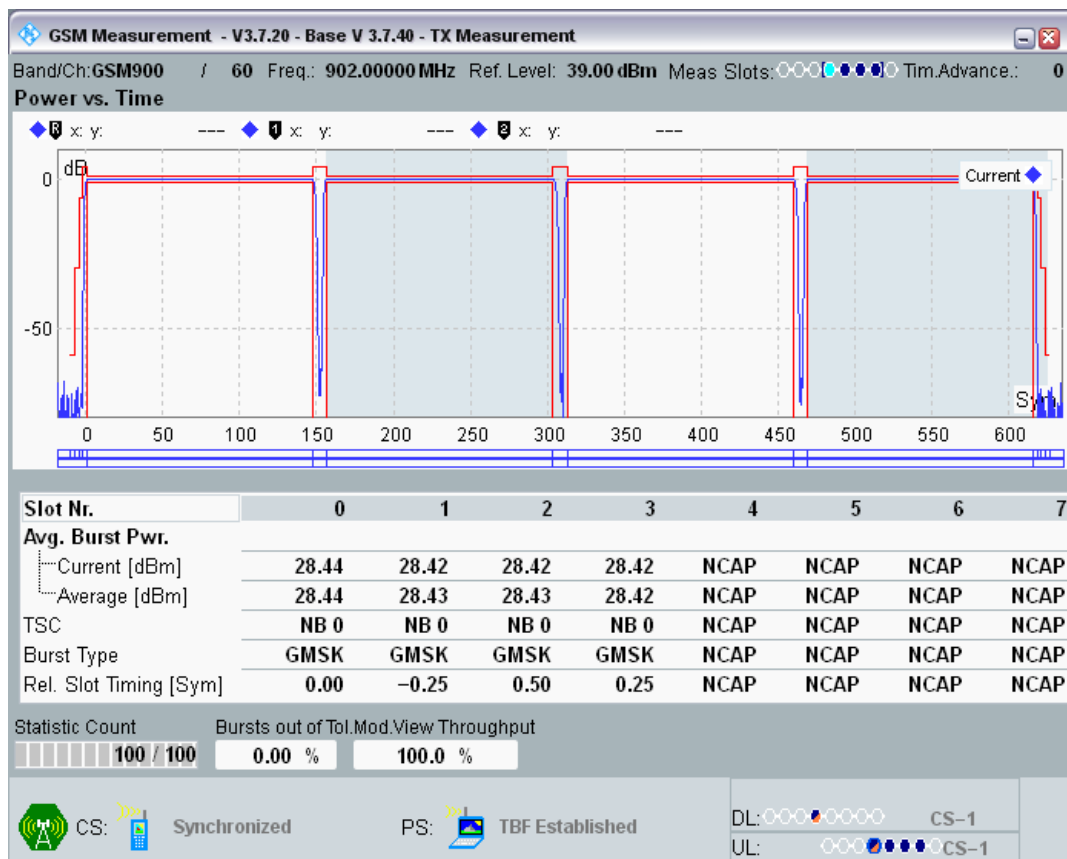 GSM Measurement - V3.7.20 - Base V 3.7.40 - TX Measurement
Band/Ch:GSM900 / 60 Freq.: 902.00000 MHz Ref. Level: 39.00 dBm Meas Slots: Tim.Advance.: 0
Power vs. Time
R x: y: --- 1 x: y: --- 2 x: y: ---
dB
Current
0
-50
Sym
0 50 100 150 200 250 300 350 400 450 500 550 600
Slot Nr. 0 1 2 3 4 5 6 7
Avg. Burst Pwr.
Current [dBm] 28.44 28.42 28.42 28.42 NCAP NCAP NCAP NCAP
Average [dBm] 28.44 28.43 28.43 28.42 NCAP NCAP NCAP NCAP
TSC NB 0 NB 0 NB 0 NB 0 NCAP NCAP NCAP NCAP
Burst Type GMSK GMSK GMSK GMSK NCAP NCAP NCAP NCAP
Rel. Slot Timing [Sym] 0.00 −0.25 0.50 0.25 NCAP NCAP NCAP NCAP
Statistic Count Bursts out of Tol.Mod.View Throughput
100 / 100 0.00 % 100.0 %
CS: Synchronized PS: TBF Established DL: CS−1
UL: CS−1